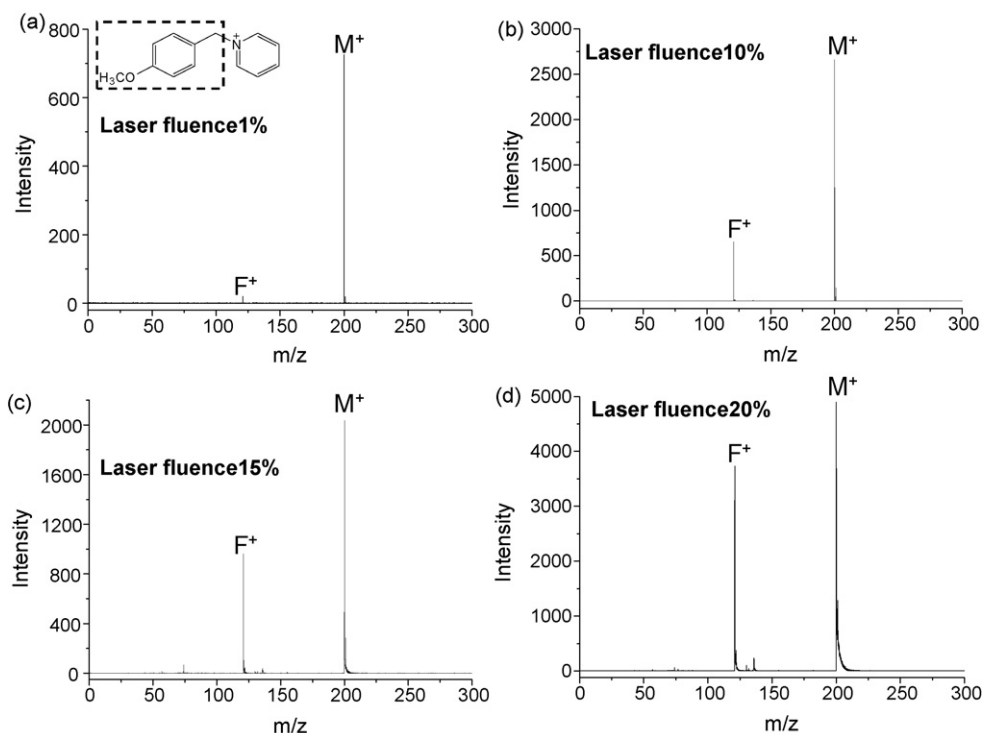 (a)
H₃CO
N⁺
Laser fluence1%
F⁺
M⁺
Intensity
800
600
400
200
0
0 50 100 150 200 250 300
m/z
(b)
Laser fluence10%
F⁺
M⁺
Intensity
3000
2500
2000
1500
1000
500
0
0 50 100 150 200 250 300
m/z
(c)
Laser fluence15%
F⁺
M⁺
Intensity
2000
1600
1200
800
400
0
0 50 100 150 200 250 300
m/z
(d)
Laser fluence20%
F⁺
M⁺
Intensity
5000
4000
3000
2000
1000
0
0 50 100 150 200 250 300
m/z